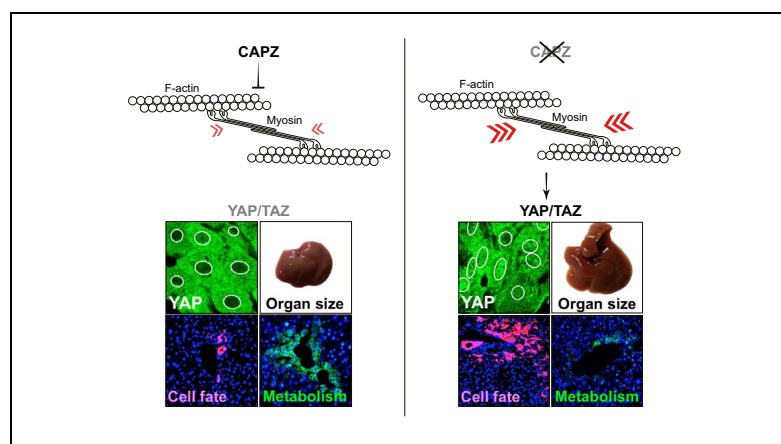 CAPZ
F-actin
Myosin
YAP/TAZ
YAP
Organ size
Cell fate
Metabolism
CAPZ
F-actin
Myosin
YAP/TAZ
YAP
Organ size
Cell fate
Metabolism